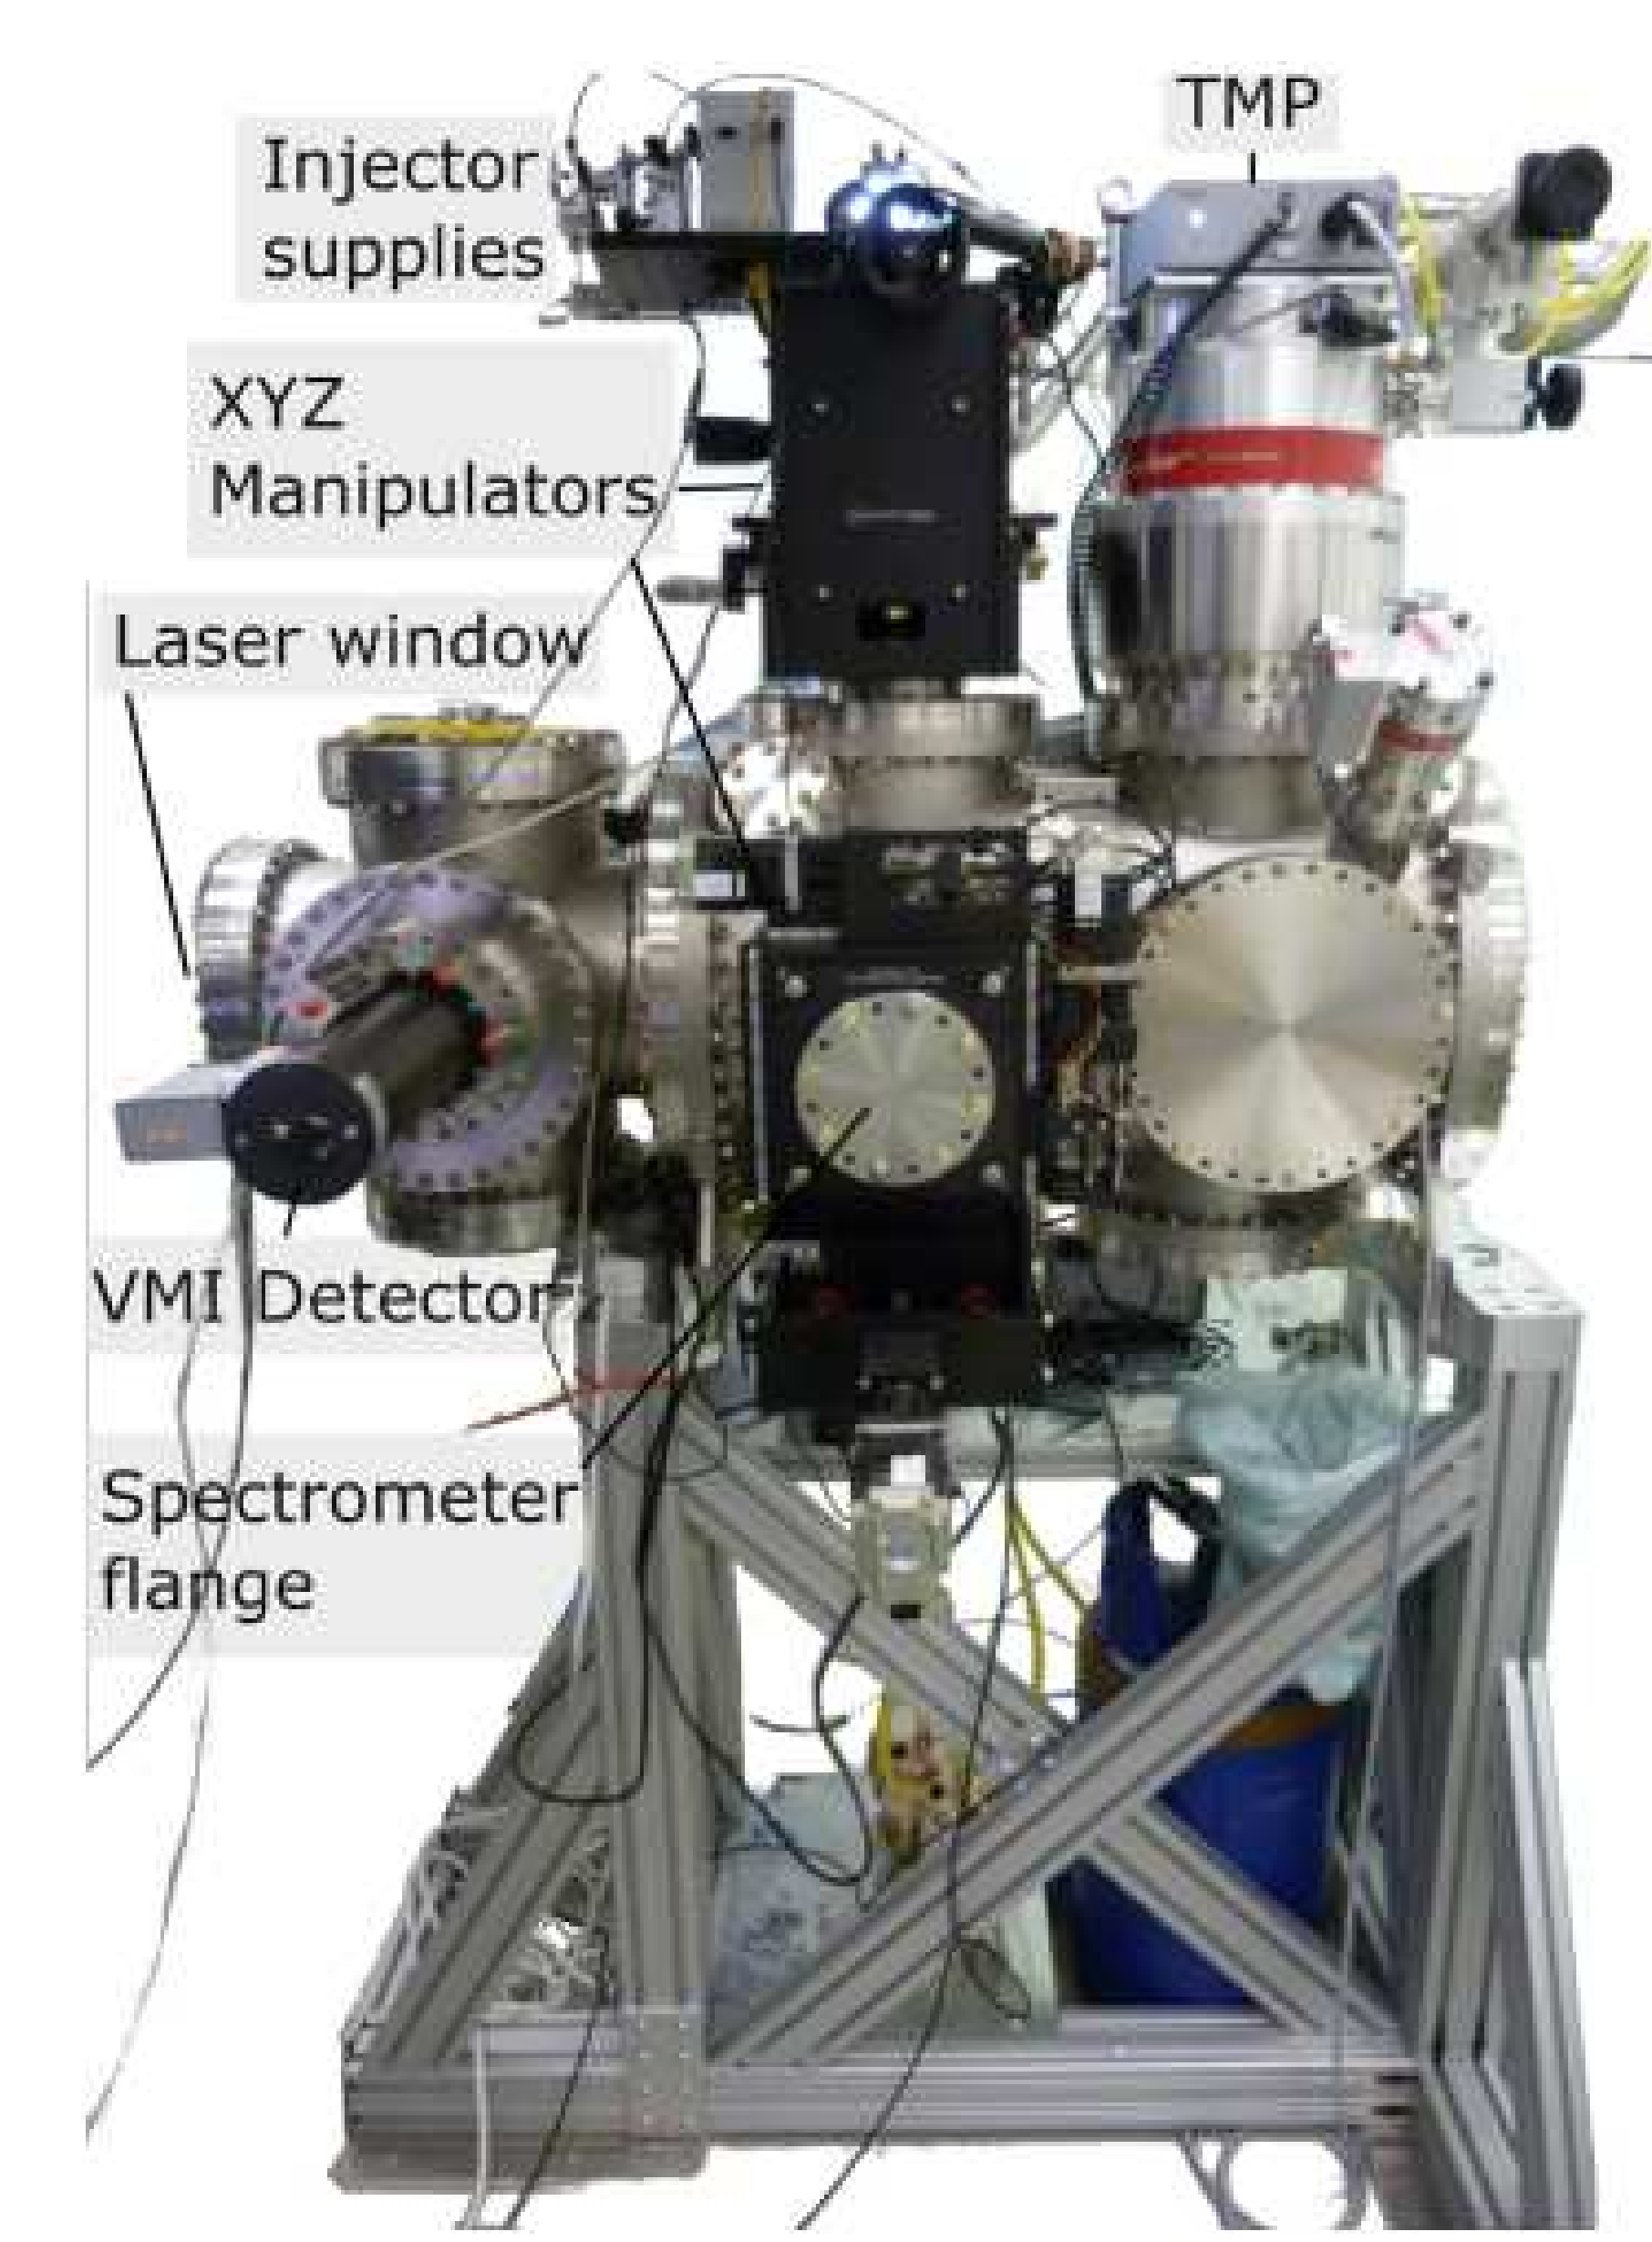 TMP
Injector
supplies
XYZ
Manipulators
Laser window
VMI Detector
Spectrometer
flange